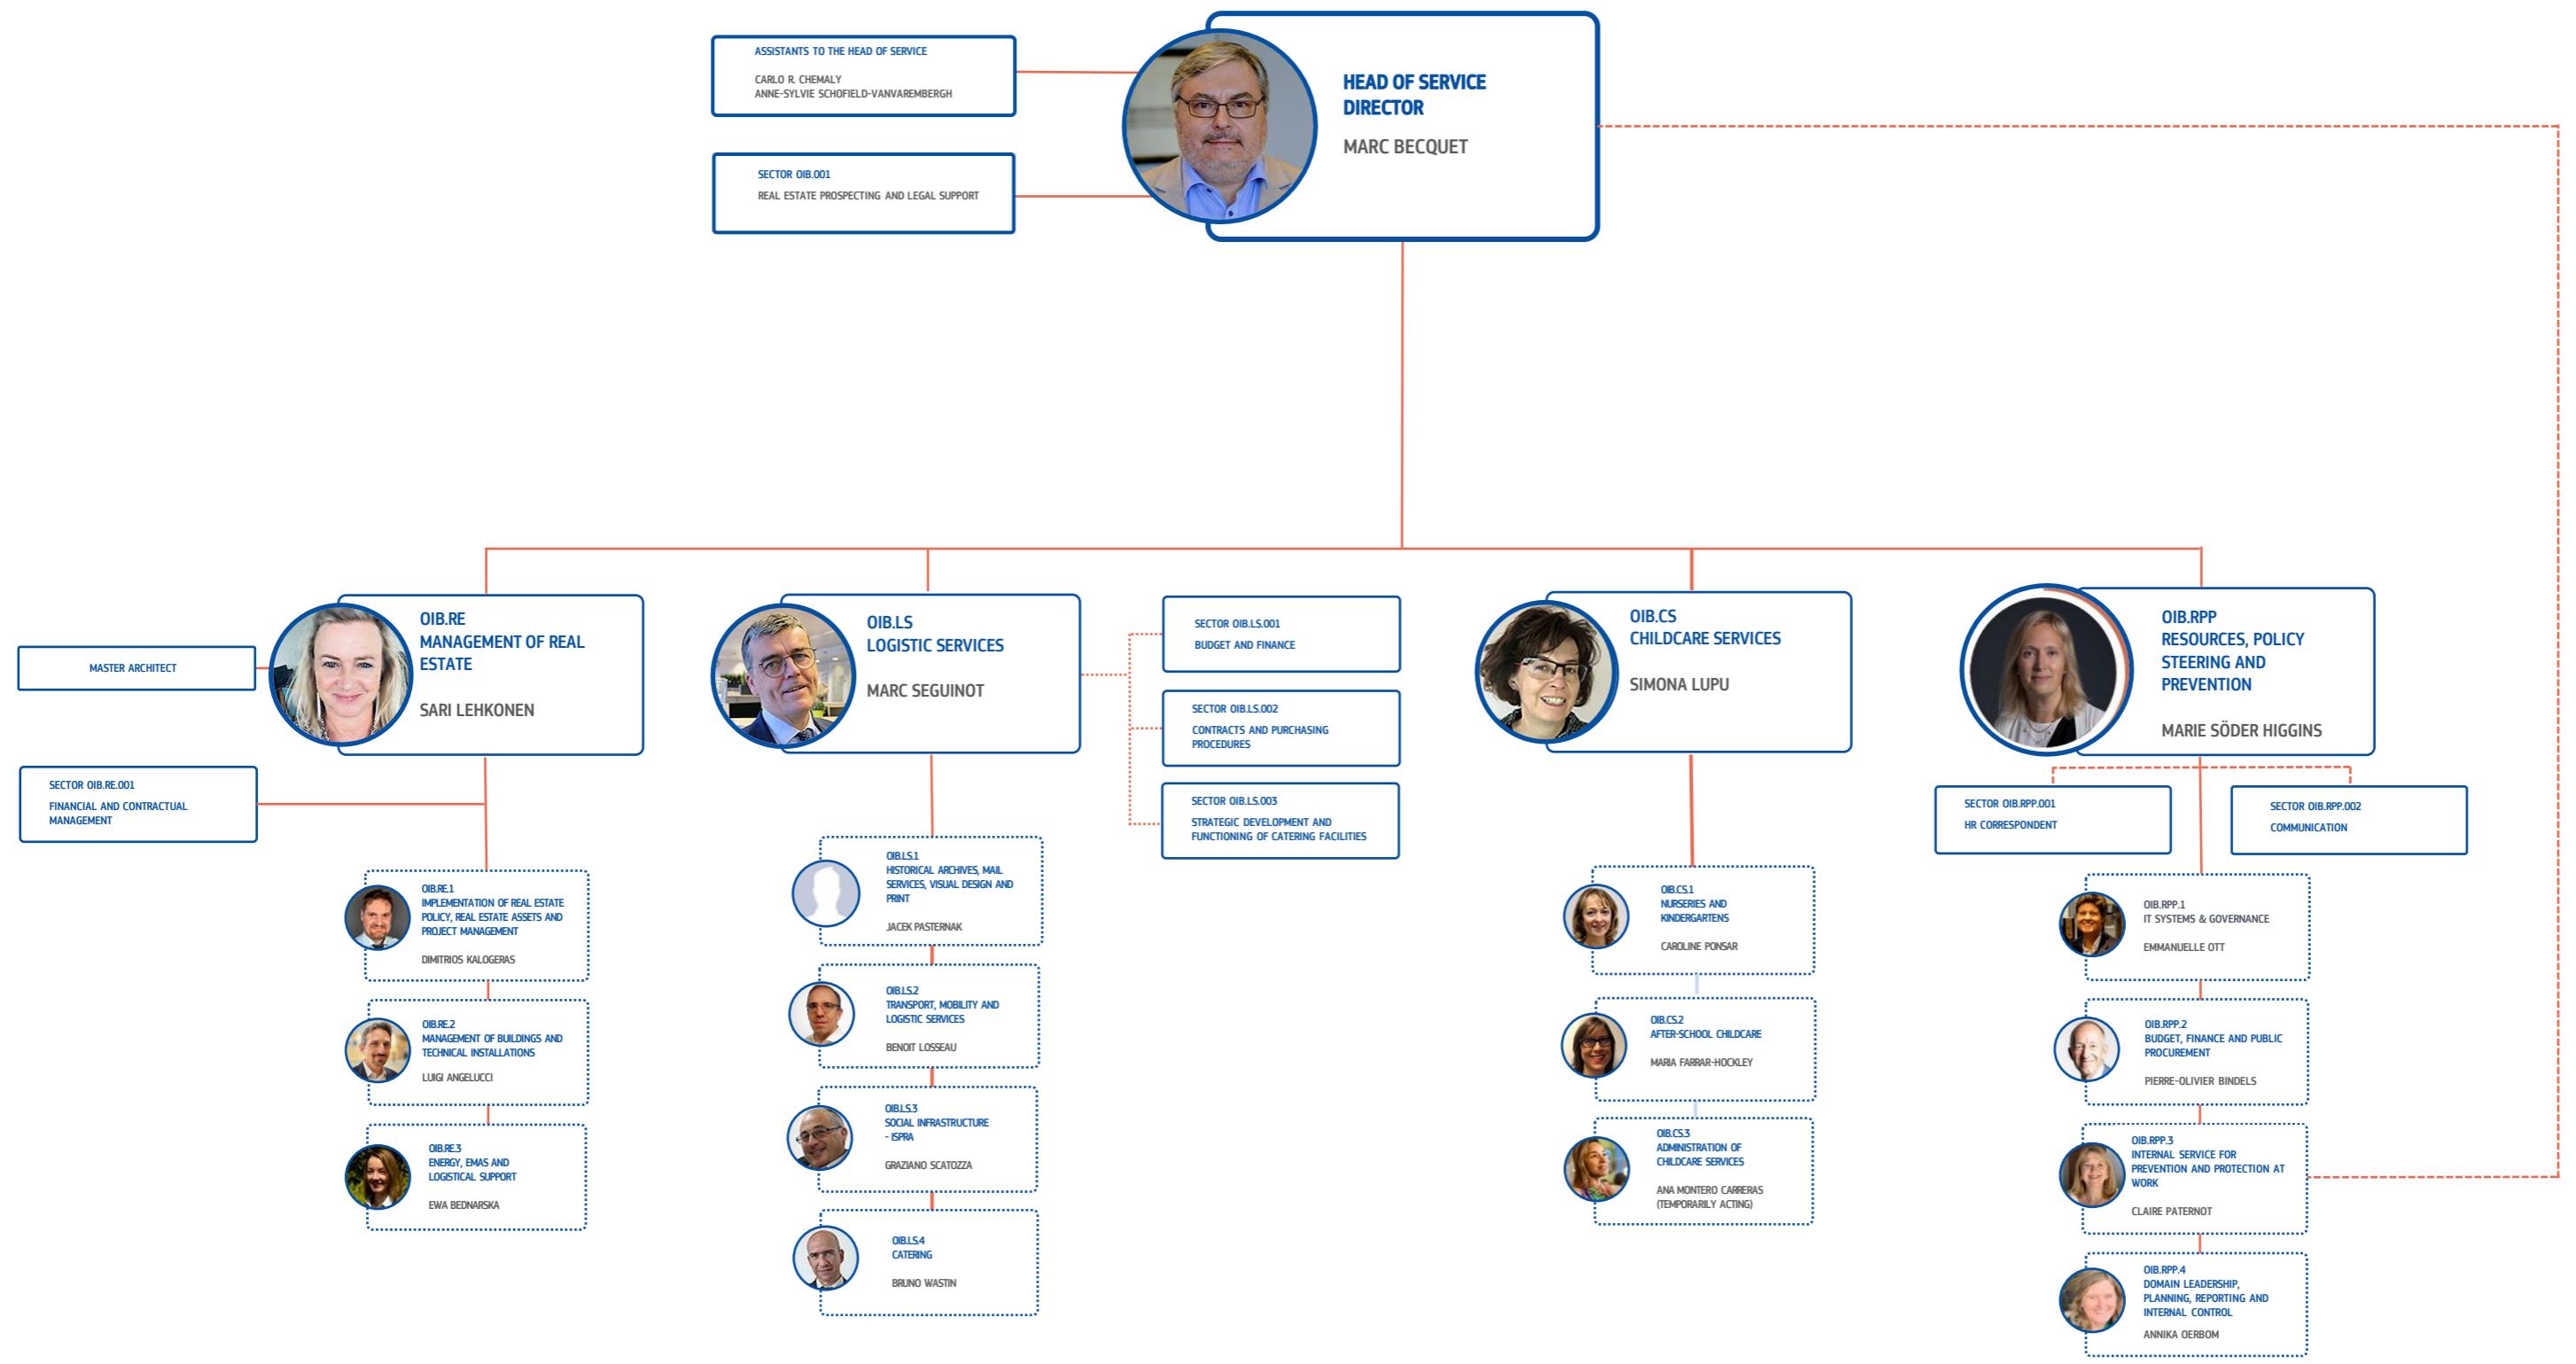 ASSISTANTS TO THE HEAD OF SERVICE
CARLO R. CHEMALY
ANNE-SYLVIE SCHOFIELD-VANVAREMBERGH
SECTOR OIB.001
REAL ESTATE PROSPECTING AND LEGAL SUPPORT
HEAD OF SERVICE
DIRECTOR
MARC BECQUET
MASTER ARCHITECT
OIB.RE
MANAGEMENT OF REAL
ESTATE
SARI LEHKONEN
SECTOR OIB.RE.001
FINANCIAL AND CONTRACTUAL
MANAGEMENT
OIB.RE.1
IMPLEMENTATION OF REAL ESTATE
POLICY, REAL ESTATE ASSETS AND
PROJECT MANAGEMENT
DIMITRIOS KALOGERAS
OIB.RE.2
MANAGEMENT OF BUILDINGS AND
TECHNICAL INSTALLATIONS
LUIGI ANGELUCCI
OIB.RE.3
ENERGY, EMAS AND
LOGISTICAL SUPPORT
EWA BEDNARSKA
OIB.LS
LOGISTIC SERVICES
MARC SEGUINOT
SECTOR OIB.LS.001
BUDGET AND FINANCE
SECTOR OIB.LS.002
CONTRACTS AND PURCHASING
PROCEDURES
SECTOR OIB.LS.003
STRATEGIC DEVELOPMENT AND
FUNCTIONING OF CATERING FACILITIES
OIB.LS.1
HISTORICAL ARCHIVES, MAIL
SERVICES, VISUAL DESIGN AND
PRINT
JACEK PASTERNAK
OIB.LS.2
TRANSPORT, MOBILITY AND
LOGISTIC SERVICES
BENOIT LOSSEAU
OIB.LS.3
SOCIAL INFRASTRUCTURE
- ISPRA
GRAZIANO SCATOZZA
OIB.LS.4
CATERING
BRUNO WASTIN
OIB.CS
CHILDCARE SERVICES
SIMONA LUPU
OIB.CS.1
NURSERIES AND
KINDERGARTENS
CAROLINE PONSAR
OIB.CS.2
AFTER-SCHOOL CHILDCARE
MARIA FARRAR-HOCKLEY
OIB.CS.3
ADMINISTRATION OF
CHILDCARE SERVICES
ANA MONTERO CARRERAS
(TEMPORARILY ACTING)
OIB.RPP
RESOURCES, POLICY
STEERING AND
PREVENTION
MARIE SÖDER HIGGINS
SECTOR OIB.RPP.001
HR CORRESPONDENT
SECTOR OIB.RPP.002
COMMUNICATION
OIB.RPP.1
IT SYSTEMS & GOVERNANCE
EMMANUELLE OTT
OIB.RPP.2
BUDGET, FINANCE AND PUBLIC
PROCUREMENT
PIERRE-OLIVIER BINDELS
OIB.RPP.3
INTERNAL SERVICE FOR
PREVENTION AND PROTECTION AT
WORK
CLAIRE PATERNOT
OIB.RPP.4
DOMAIN LEADERSHIP,
PLANNING, REPORTING AND
INTERNAL CONTROL
ANNIKA OERBOM